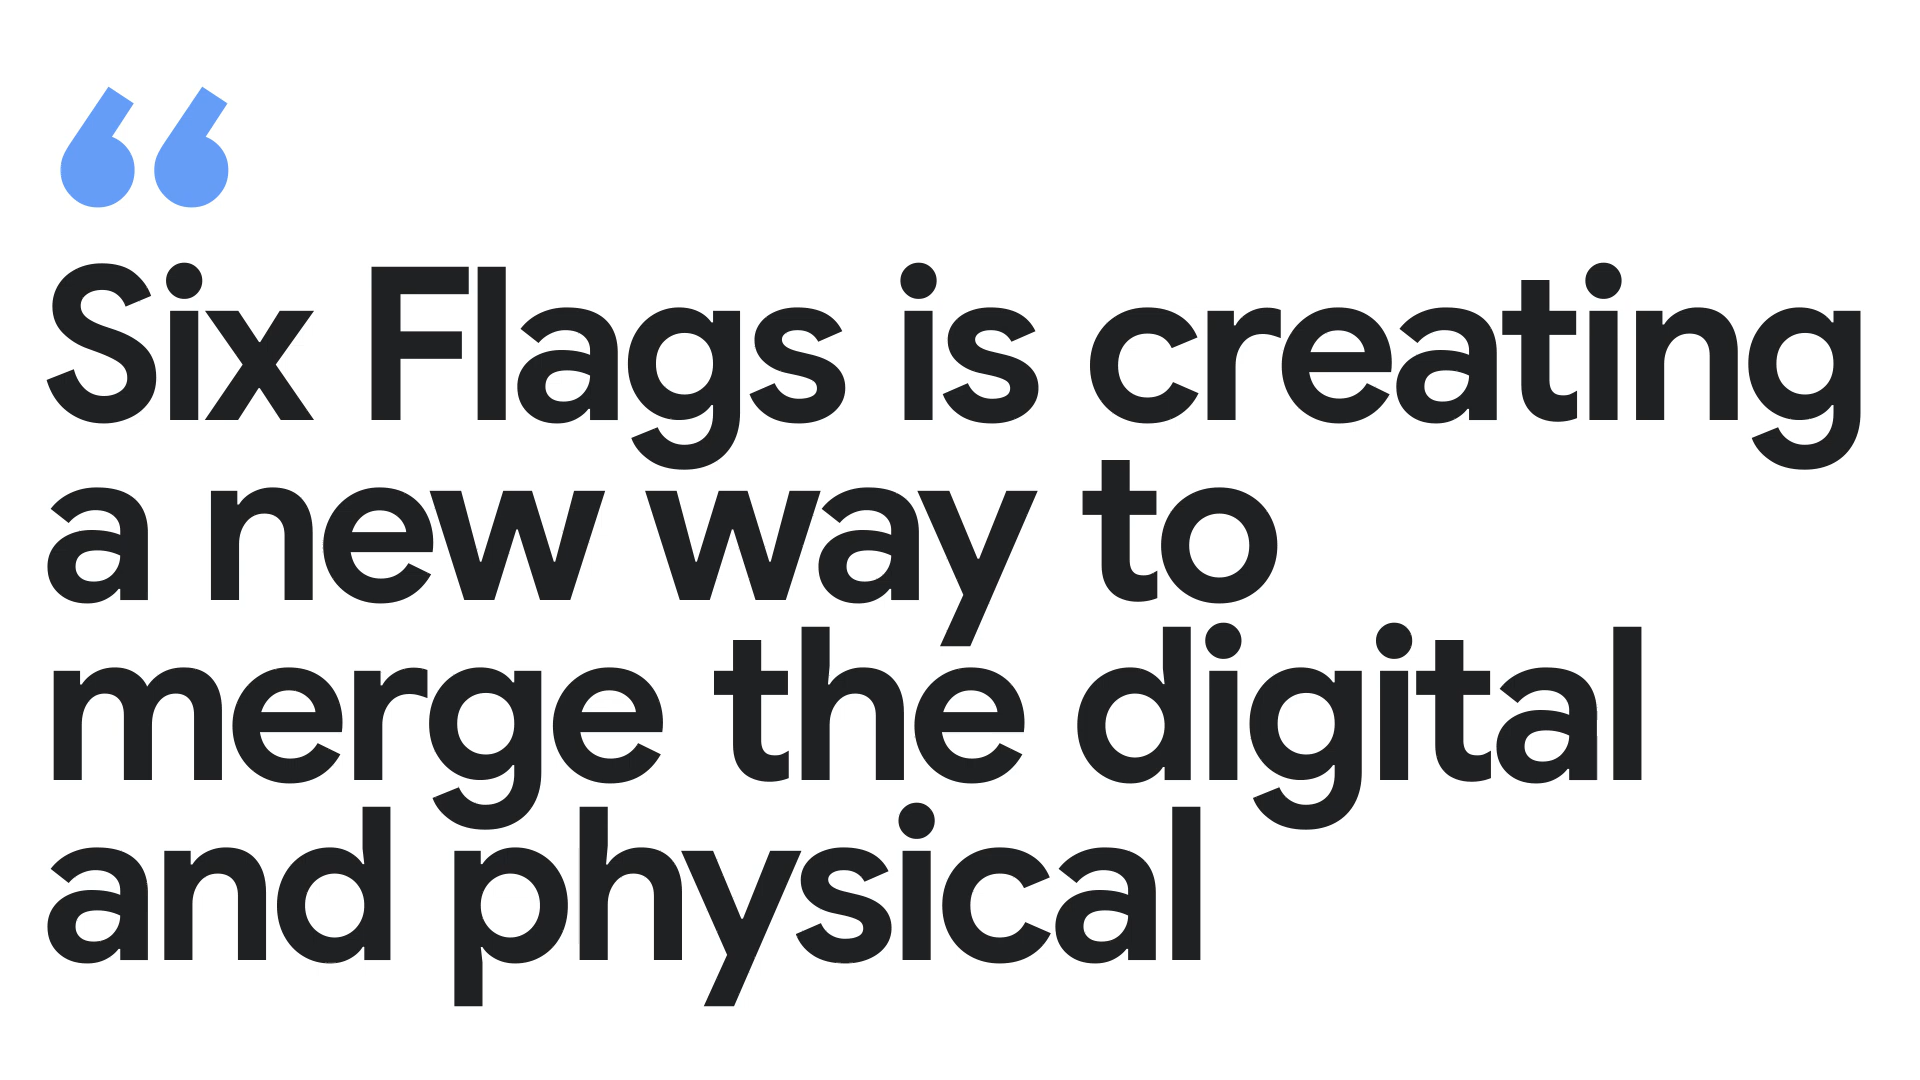 “
Six Flags is creating
a new way to
merge the digital
and physical